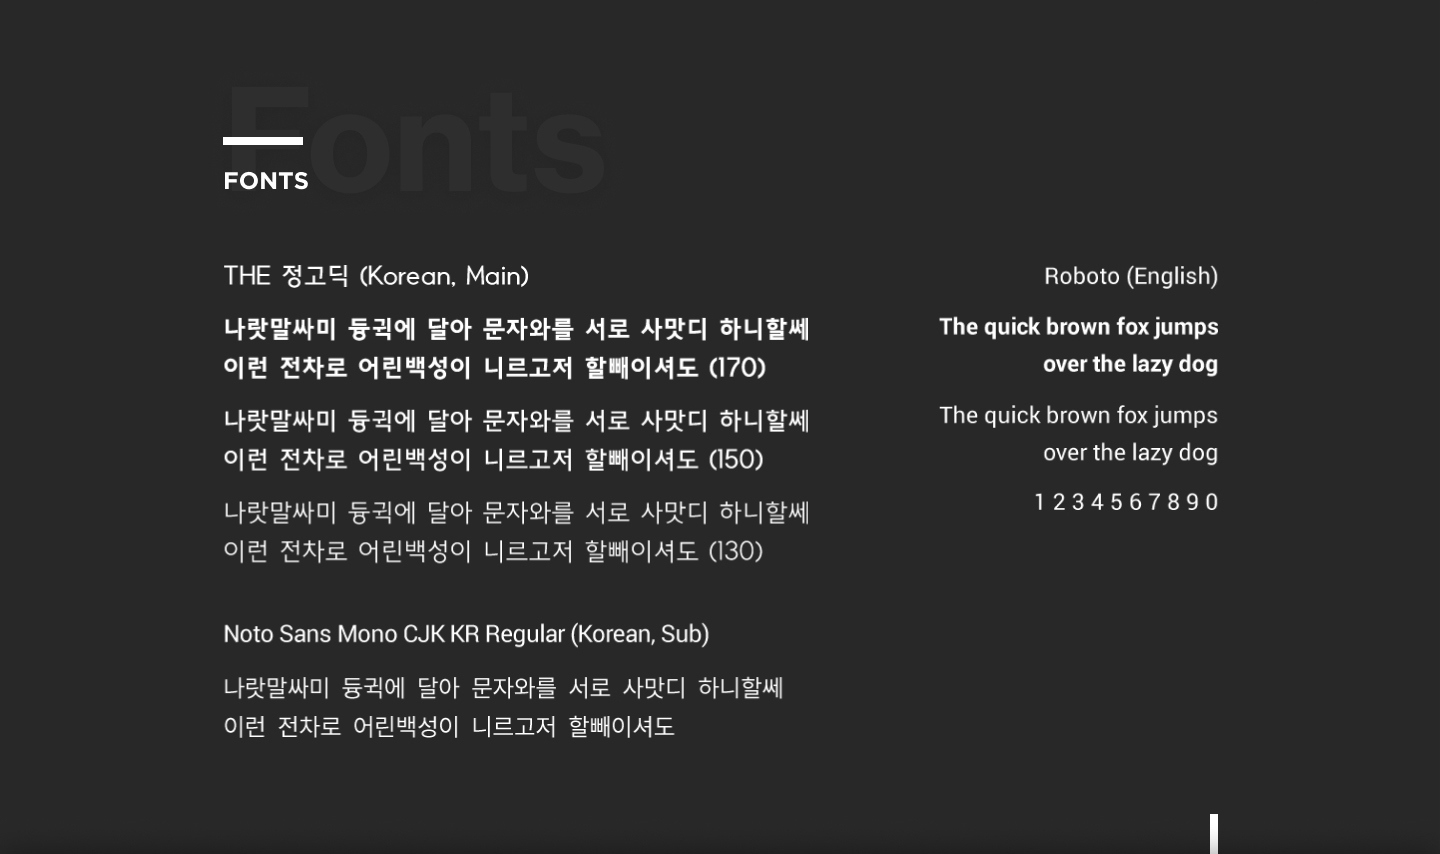 Fonts
FONTS
THE 정고딕 (Korean, Main)
나랏말싸미 듕귁에 달아 문자와를 서로 사맛디 하니할쎄
이런 전차로 어린백성이 니르고저 할빼이셔도 (170)
나랏말싸미 듕귁에 달아 문자와를 서로 사맛디 하니할쎄
이런 전차로 어린백성이 니르고저 할빼이셔도 (150)
나랏말싸미 듕귁에 달아 문자와를 서로 사맛디 하니할쎄
이런 전차로 어린백성이 니르고저 할빼이셔도 (130)
Noto Sans Mono CJK KR Regular (Korean, Sub)
나랏말싸미 듕귁에 달아 문자와를 서로 사맛디 하니할쎄
이런 전차로 어린백성이 니르고저 할빼이셔도
Roboto (English)
The quick brown fox jumps
over the lazy dog
The quick brown fox jumps
over the lazy dog
1 2 3 4 5 6 7 8 9 0